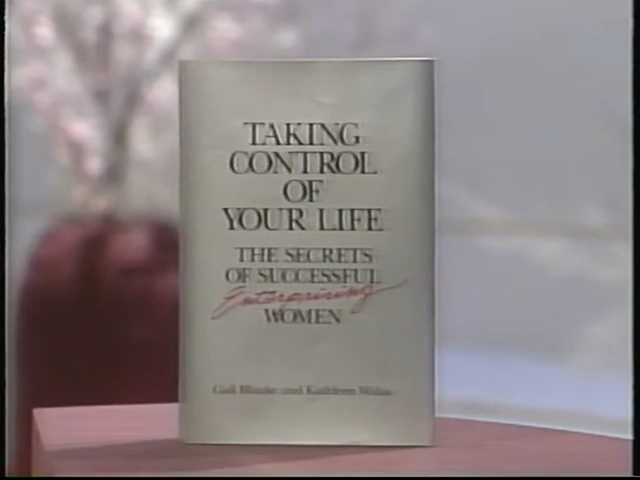 TAKING
CONTROL
OF
YOUR LIFE
THE SECRETS
OF SUCCESSFUL
Enterprising
WOMEN
Gail Blanke and Kathleen Walas